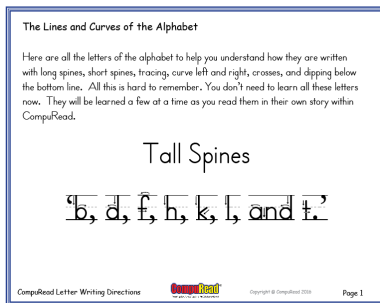 The Lines and Curves of the Alphabet
Here are all the letters of the alphabet to help you understand how they are written
with long spines, short spines, tracing, curve left and right, crosses, and dipping below
the bottom line. All this is hard to remember. You don't need to learn all these letters
now. They will be learned a few at a time as you read them in their own story within
CompuRead.
Tall Spines
‘b, d, f, h, k, l, and t.’
CompuRead Letter Writing Directions
CompuRead
Copyright © CompuRead 2016
Page 1